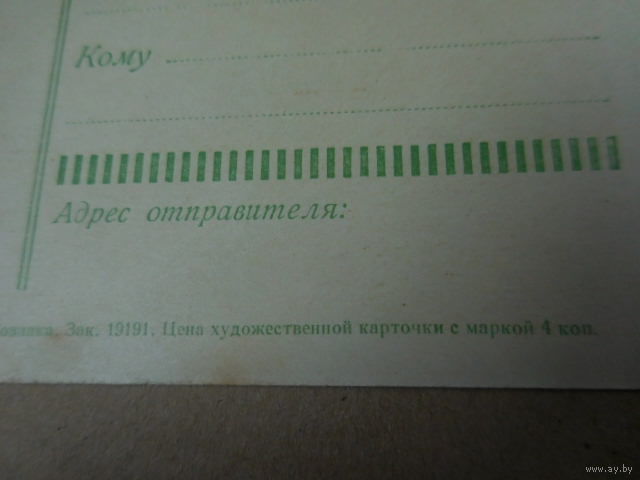 Кому
Адрес отправителя:
Зак. 19191. Цена художественной карточки с маркой 4 коп.
www.ay.by